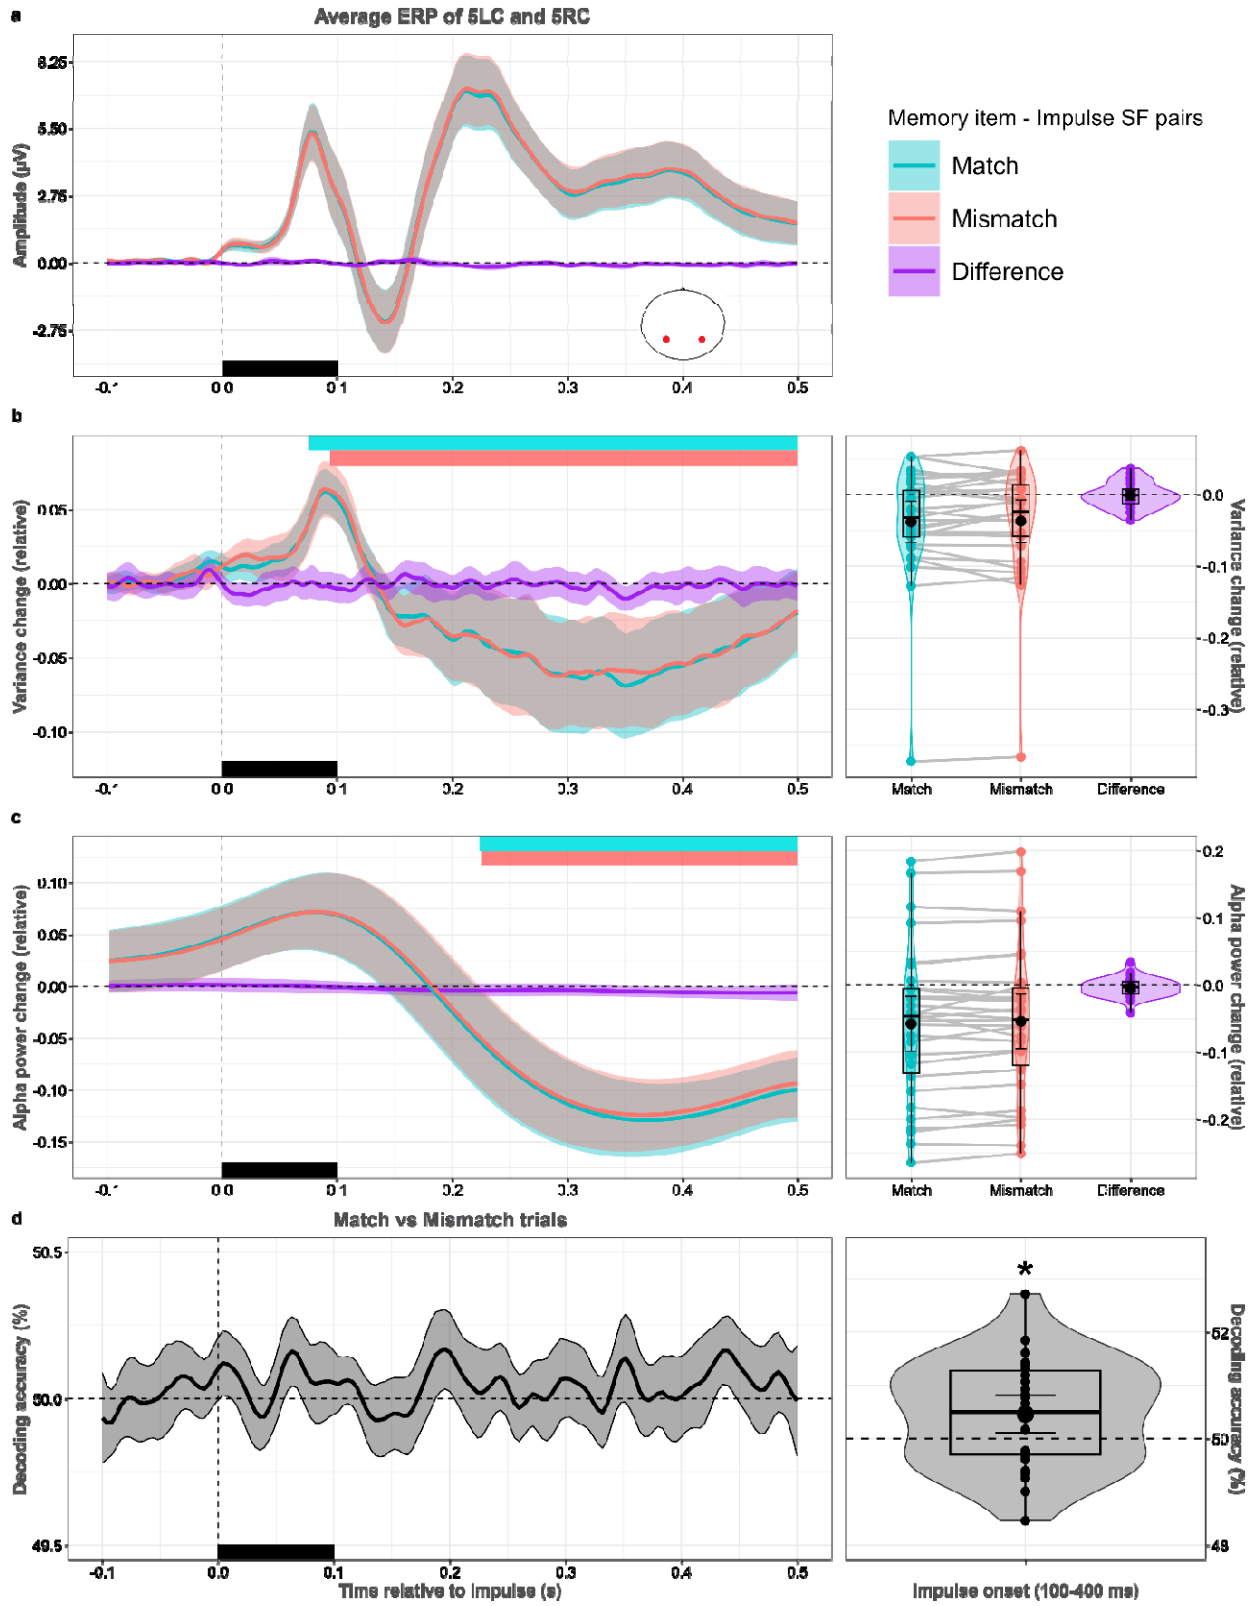 a
Average ERP of 5LC and 5RC
8.25
5.50
2.75
0.00
-2.75
Amplitude (µV)
0.0
0.1
0.2
0.3
0.4
0.5
Memory item - Impulse SF pairs
Match
Mismatch
Difference
b
0.05
0.00
-0.05
-0.10
Variance change (relative)
0.0
0.1
0.2
0.3
0.4
0.5
0.0
-0.1
-0.2
-0.3
Variance change (relative)
Match
Mismatch
Difference
c
0.10
0.05
0.00
-0.05
-0.10
-0.15
Alpha power change (relative)
0.0
0.1
0.2
0.3
0.4
0.5
0.2
0.1
0.0
-0.1
-0.2
Alpha power change (relative)
Match
Mismatch
Difference
d
Match vs Mismatch trials
50.5
50.0
49.5
Decoding accuracy (%)
-0.1
0.0
0.1
0.2
0.3
0.4
0.5
Time relative to impulse (s)
*
52
50
48
Decoding accuracy (%)
Impulse onset (100-400 ms)